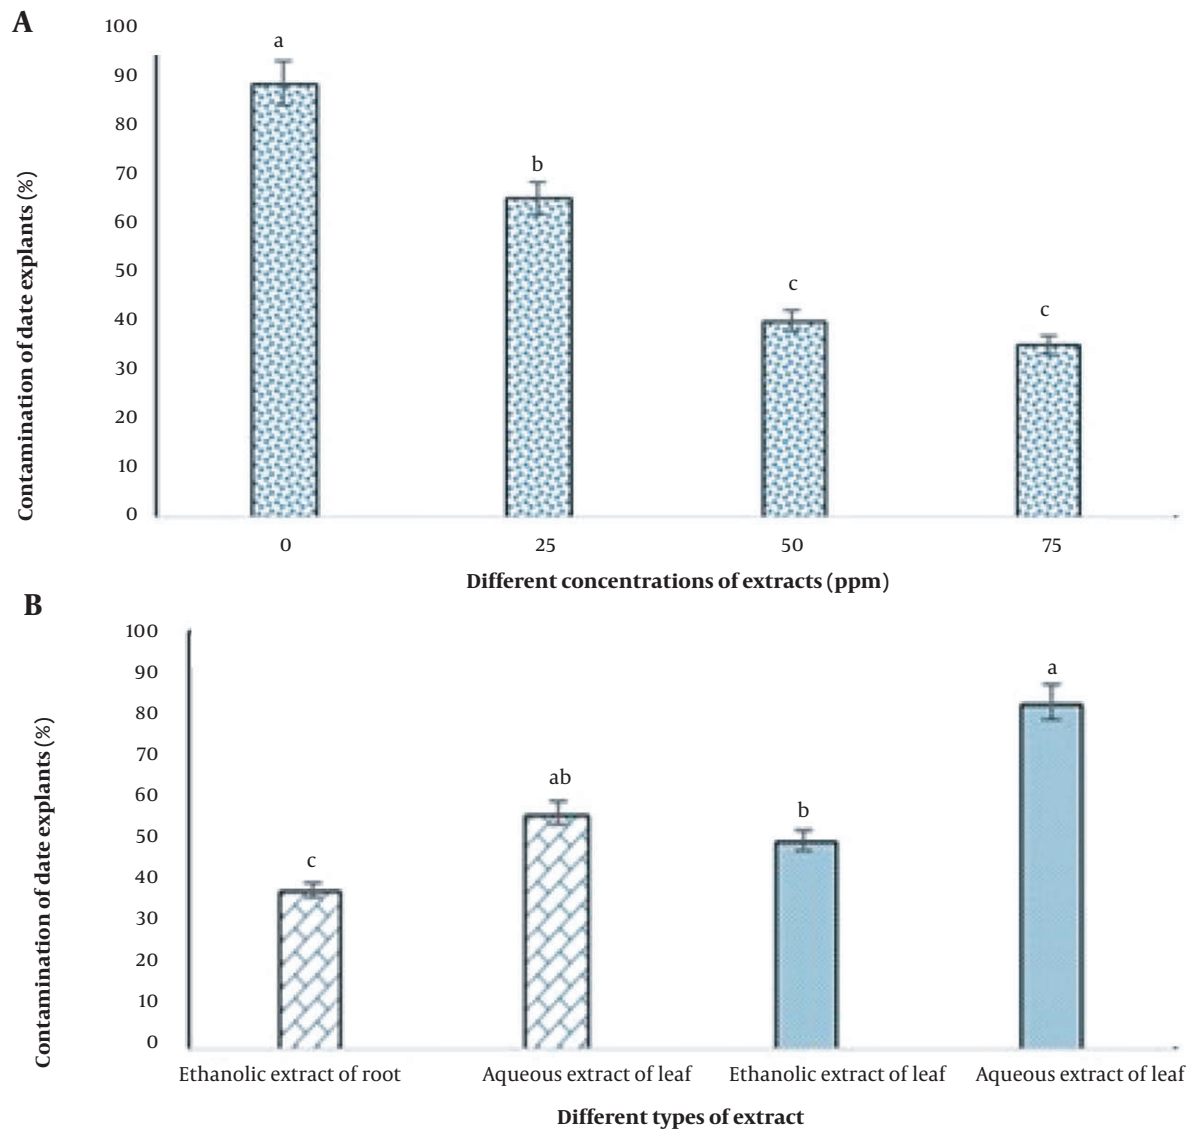 A
Contamination of date explants (%)
100
90
80
70
60
50
40
30
20
10
0
a
b
c
c
0 25 50 75
Different concentrations of extracts (ppm)
B
Contamination of date explants (%)
100
90
80
70
60
50
40
30
20
10
0
c
ab
b
a
Ethanolic extract of root Aqueous extract of leaf Ethanolic extract of leaf Aqueous extract of leaf
Different types of extract